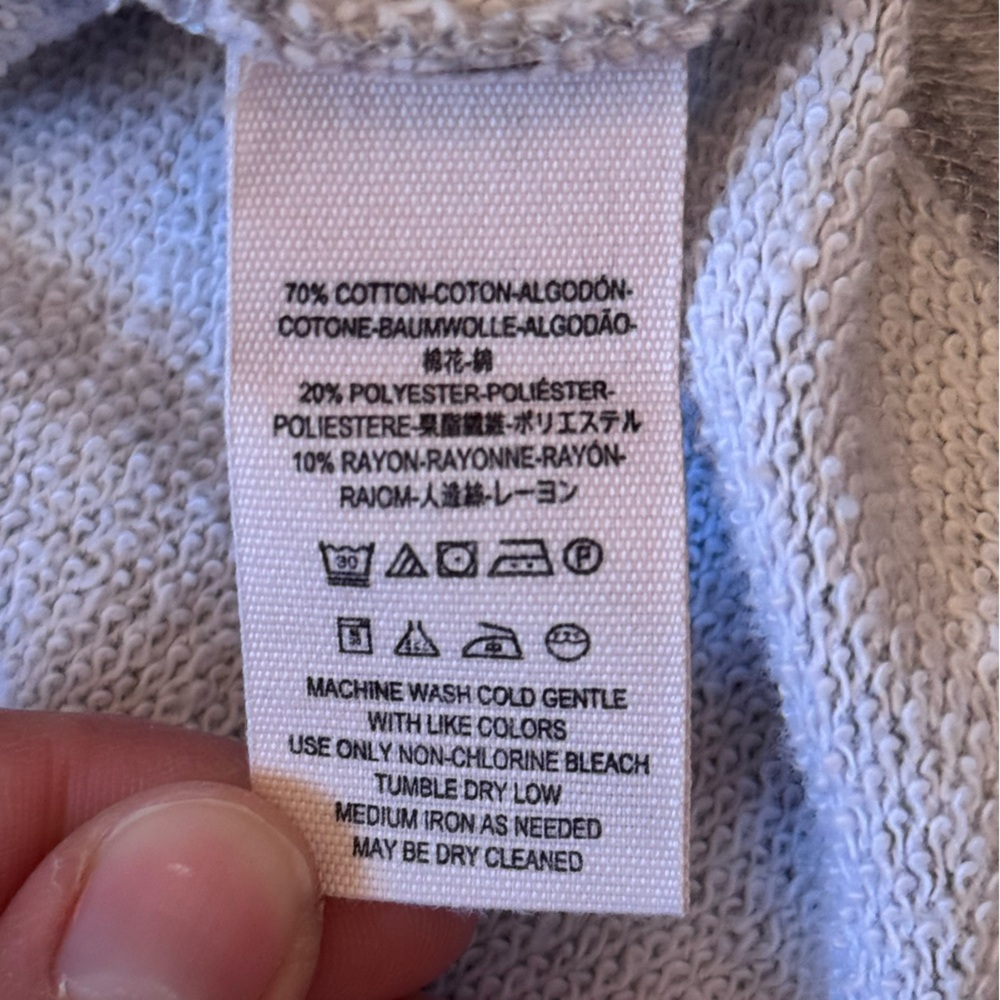 70% COTTON-COTON-ALGODÓN-
COTONE-BAUMWOLLE-ALGODÃO-
棉花-綿
20% POLYESTER-POLIÉSTER-
POLIESTERE-聚脂纖維-ポリエステル
10% RAYON-RAYONNE-RAYÓN-
RAIOM-人造絲-レーヨン
30
P
MACHINE WASH COLD GENTLE
WITH LIKE COLORS
USE ONLY NON-CHLORINE BLEACH
TUMBLE DRY LOW
MEDIUM IRON AS NEEDED
MAY BE DRY CLEANED